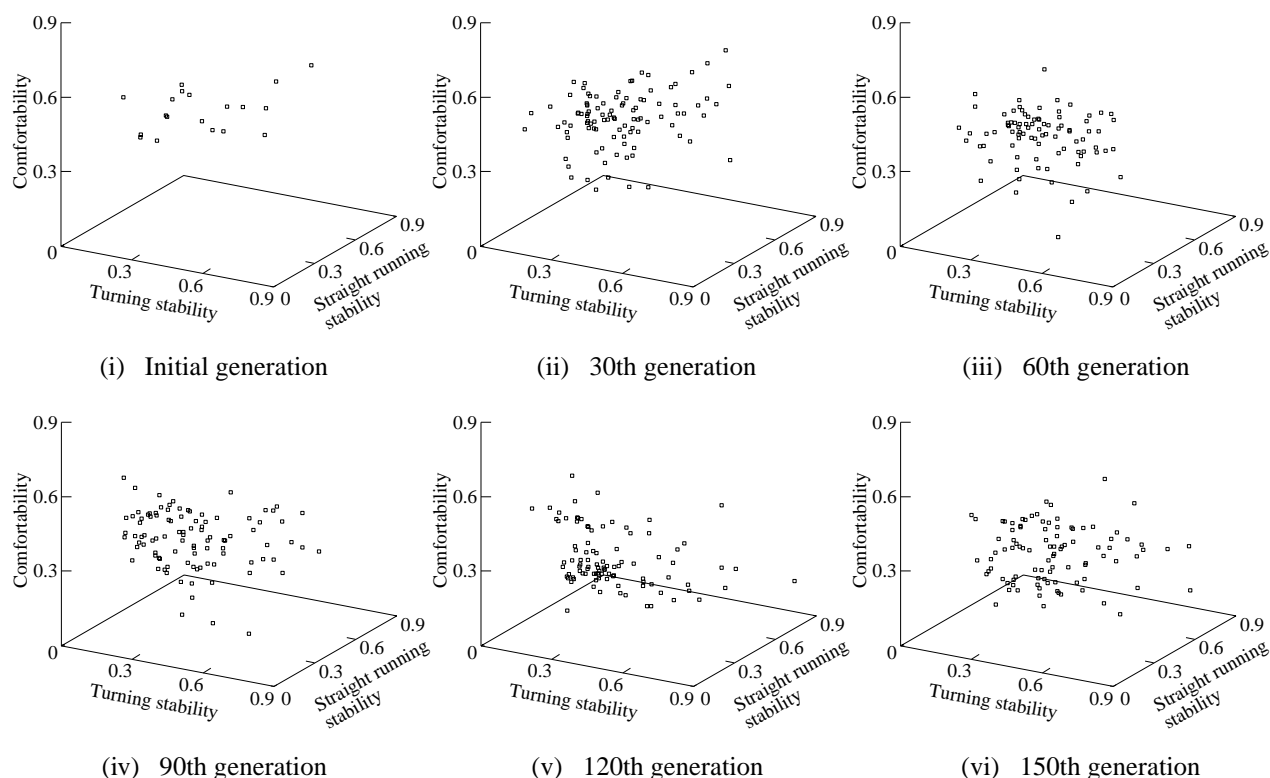 0.9
0.6
0.3
0
Comfortability
0.3
0.6
0.9
Turning stability
0
0.3
0.6
0.9
Straight running
stability
(i) Initial generation
0.9
0.6
0.3
0
Comfortability
0.3
0.6
0.9
Turning stability
0
0.3
0.6
0.9
Straight running
stability
(ii) 30th generation
0.9
0.6
0.3
0
Comfortability
0.3
0.6
0.9
Turning stability
0
0.3
0.6
0.9
Straight running
stability
(iii) 60th generation
0.9
0.6
0.3
0
Comfortability
0.3
0.6
0.9
Turning stability
0
0.3
0.6
0.9
Straight running
stability
(iv) 90th generation
0.9
0.6
0.3
0
Comfortability
0.3
0.6
0.9
Turning stability
0
0.3
0.6
0.9
Straight running
stability
(v) 120th generation
0.9
0.6
0.3
0
Comfortability
0.3
0.6
0.9
Turning stability
0
0.3
0.6
0.9
Straight running
stability
(vi) 150th generation